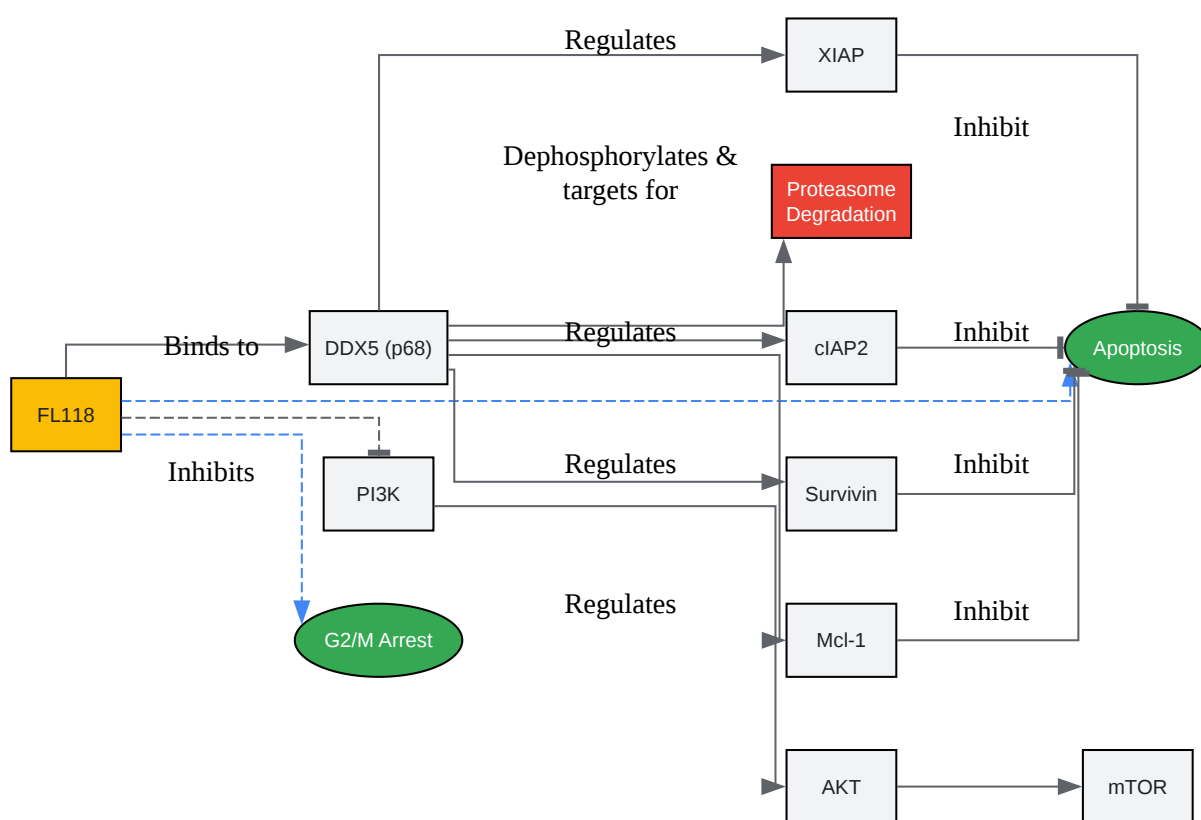 Regulates
XIAP
Inhibit
Dephosphorylates &
targets for
Proteasome
Degradation
Binds to
DDX5 (p68)
Regulates
cIAP2
Inhibit
Apoptosis
FL118
Inhibits
PI3K
Regulates
Survivin
Inhibit
G2/M Arrest
Regulates
Mcl-1
Inhibit
AKT
mTOR